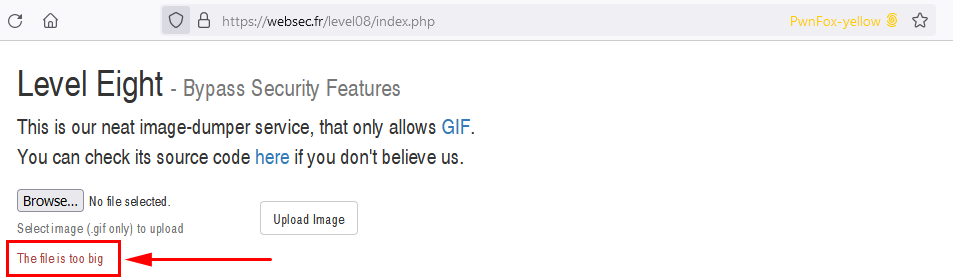 https://websec.fr/level08/index.php
PwnFox-yellow
Level Eight - Bypass Security Features
This is our neat image-dumper service, that only allows GIF.
You can check its source code here if you don't believe us.
Browse... No file selected.
Upload Image
Select image (.gif only) to upload
The file is too big